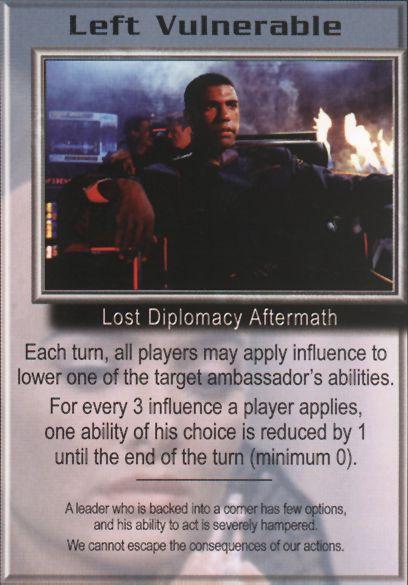 Left Vulnerable
Lost Diplomacy Aftermath
Each turn, all players may apply influence to
lower one of the target ambassador's abilities.
For every 3 influence a player applies,
one ability of his choice is reduced by 1
until the end of the turn (minimum 0).
A leader who is backed into a corner has few options,
and his ability to act is severely hampered.
We cannot escape the consequences of our actions.